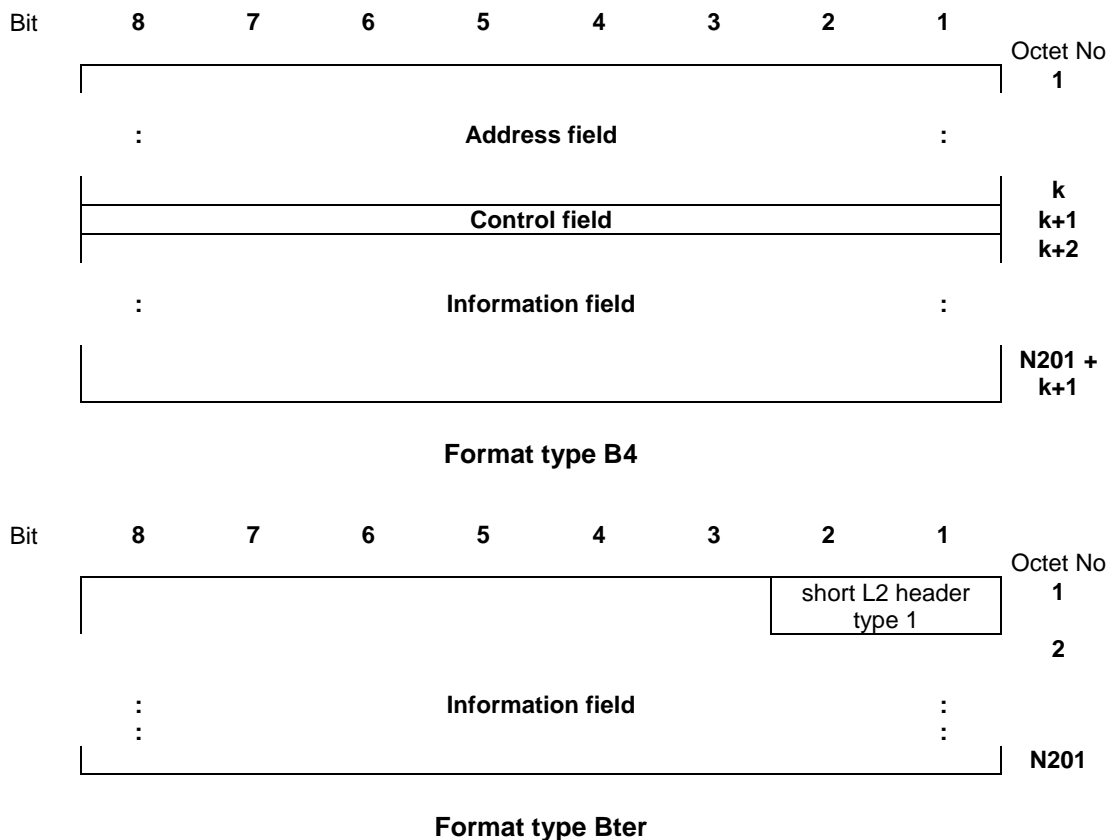 Bit 8 7 6 5 4 3 2 1
Octet No
1
: Address field :
k
Control field k+1
k+2
: Information field :
N201 +
k+1
Format type B4
Bit 8 7 6 5 4 3 2 1
Octet No
short L2 header 1
type 1
2
: Information field :
: :
N201
Format type Bter